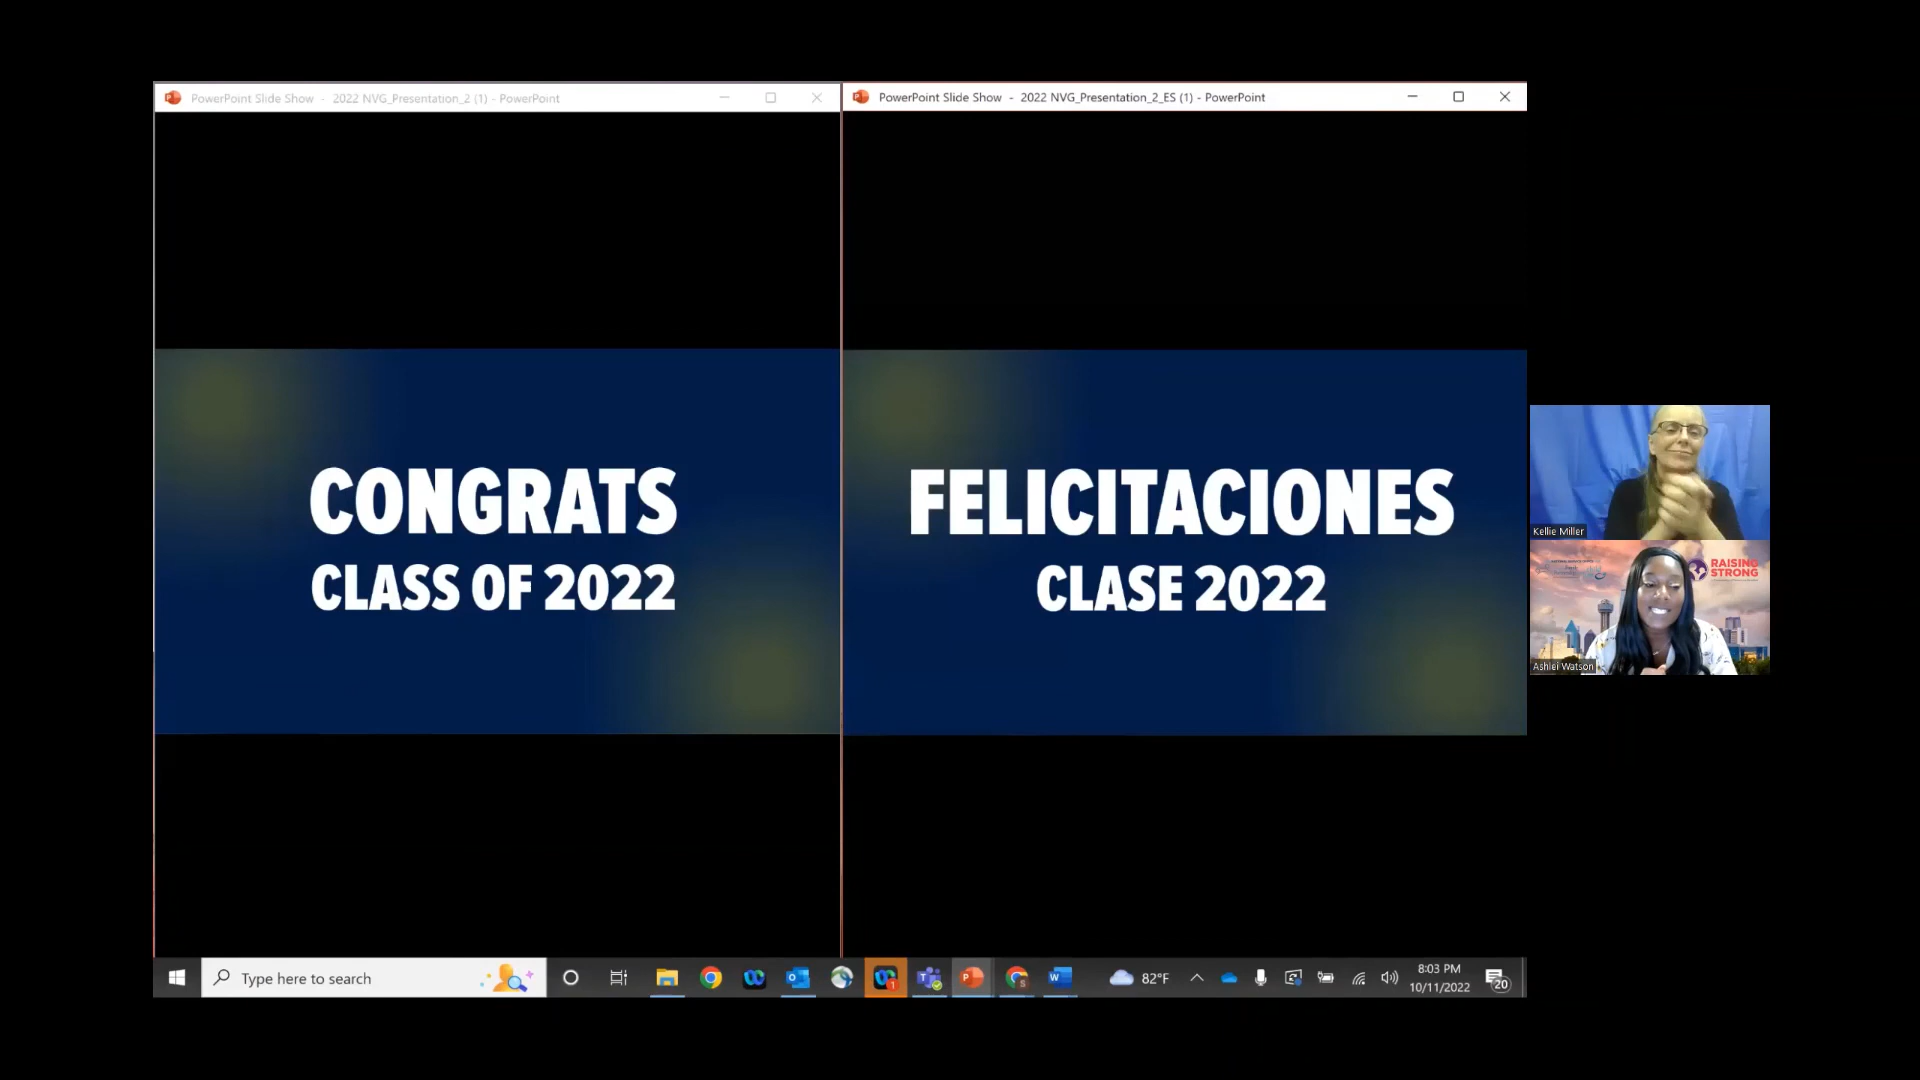 PowerPoint Slide Show - 2022 NVG_Presentation_2 (1) - PowerPoint
PowerPoint Slide Show - 2022 NVG_Presentation_2_ES (1) - PowerPoint
CONGRATS
CLASS OF 2022
FELICITACIONES
CLASE 2022
Kellie Miller
RAISING
STRONG
Ashlei Watson
Type here to search
82°F
8:03 PM
10/11/2022
20